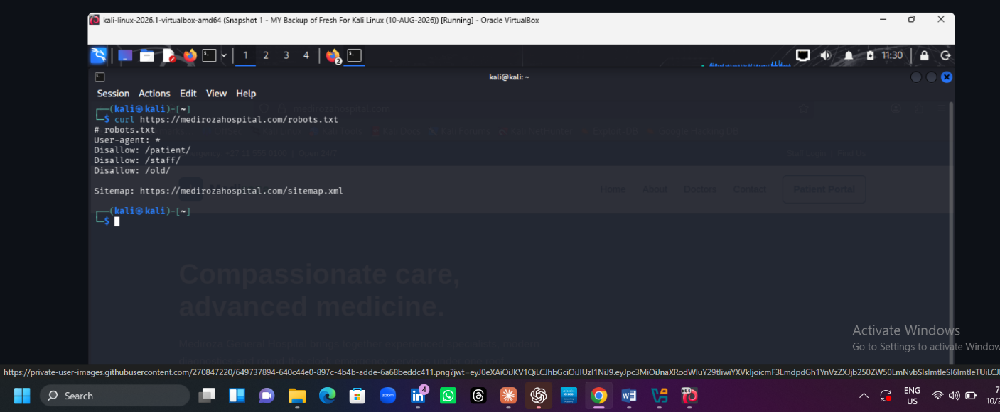 kali-linux-2026.1-virtualbox-amd64 (Snapshot 1 - MY Backup of Fresh For Kali Linux (10-AUG-2026)) [Running] - Oracle VirtualBox
1 2 3 4 2 11:30
kali@kali: ~
Session Actions Edit View Help
(kali㉿kali)-[~]
$ curl https://medirozahospital.com/robots.txt
# robots.txt
User-agent: *
Disallow: /patient/
Disallow: /staff/
Disallow: /old/
Sitemap: https://medirozahospital.com/sitemap.xml
(kali㉿kali)-[~]
$
Home About Doctors Contact Patient Portal
Compassionate care,
advanced medicine.
Activate Windows
Go to Settings to activate Window
Search
zoom
4
ENG
US